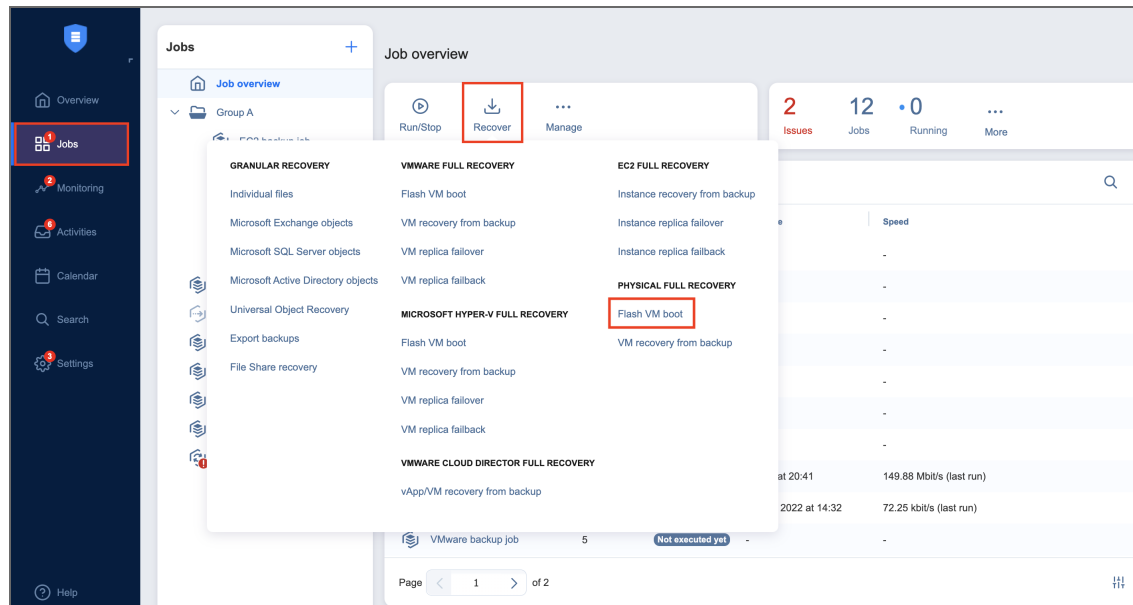 Overview
1
Jobs
2
Monitoring
6
Activities
Calendar
Search
3
Settings
Help
Jobs
Job overview
Group A
Job overview
Run/Stop
Recover
Manage
2
Issues
12
Jobs
0
Running
More
GRANULAR RECOVERY
Individual files
Microsoft Exchange objects
Microsoft SQL Server objects
Microsoft Active Directory objects
Universal Object Recovery
Export backups
File Share recovery
VMWARE FULL RECOVERY
Flash VM boot
VM recovery from backup
VM replica failover
VM replica failback
MICROSOFT HYPER-V FULL RECOVERY
Flash VM boot
VM recovery from backup
VM replica failover
VM replica failback
VMWARE CLOUD DIRECTOR FULL RECOVERY
vApp/VM recovery from backup
EC2 FULL RECOVERY
Instance recovery from backup
Instance replica failover
Instance replica failback
PHYSICAL FULL RECOVERY
Flash VM boot
VM recovery from backup
Speed
-
-
-
-
-
-
-
at 20:41 149.88 Mbit/s (last run)
2022 at 14:32 72.25 kbit/s (last run)
VMware backup job 5 Not executed yet - -
Page 1 of 2